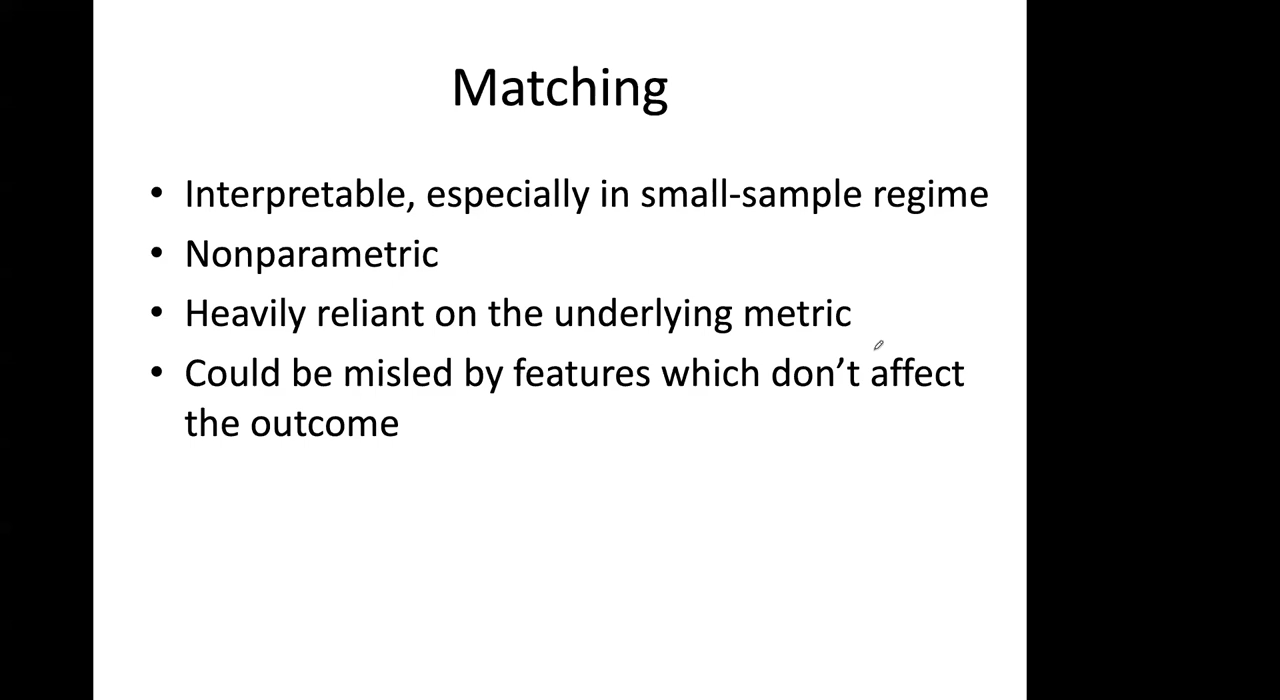 Matching
• Interpretable, especially in small-sample regime
• Nonparametric
• Heavily reliant on the underlying metric
• Could be misled by features which don’t affect
the outcome